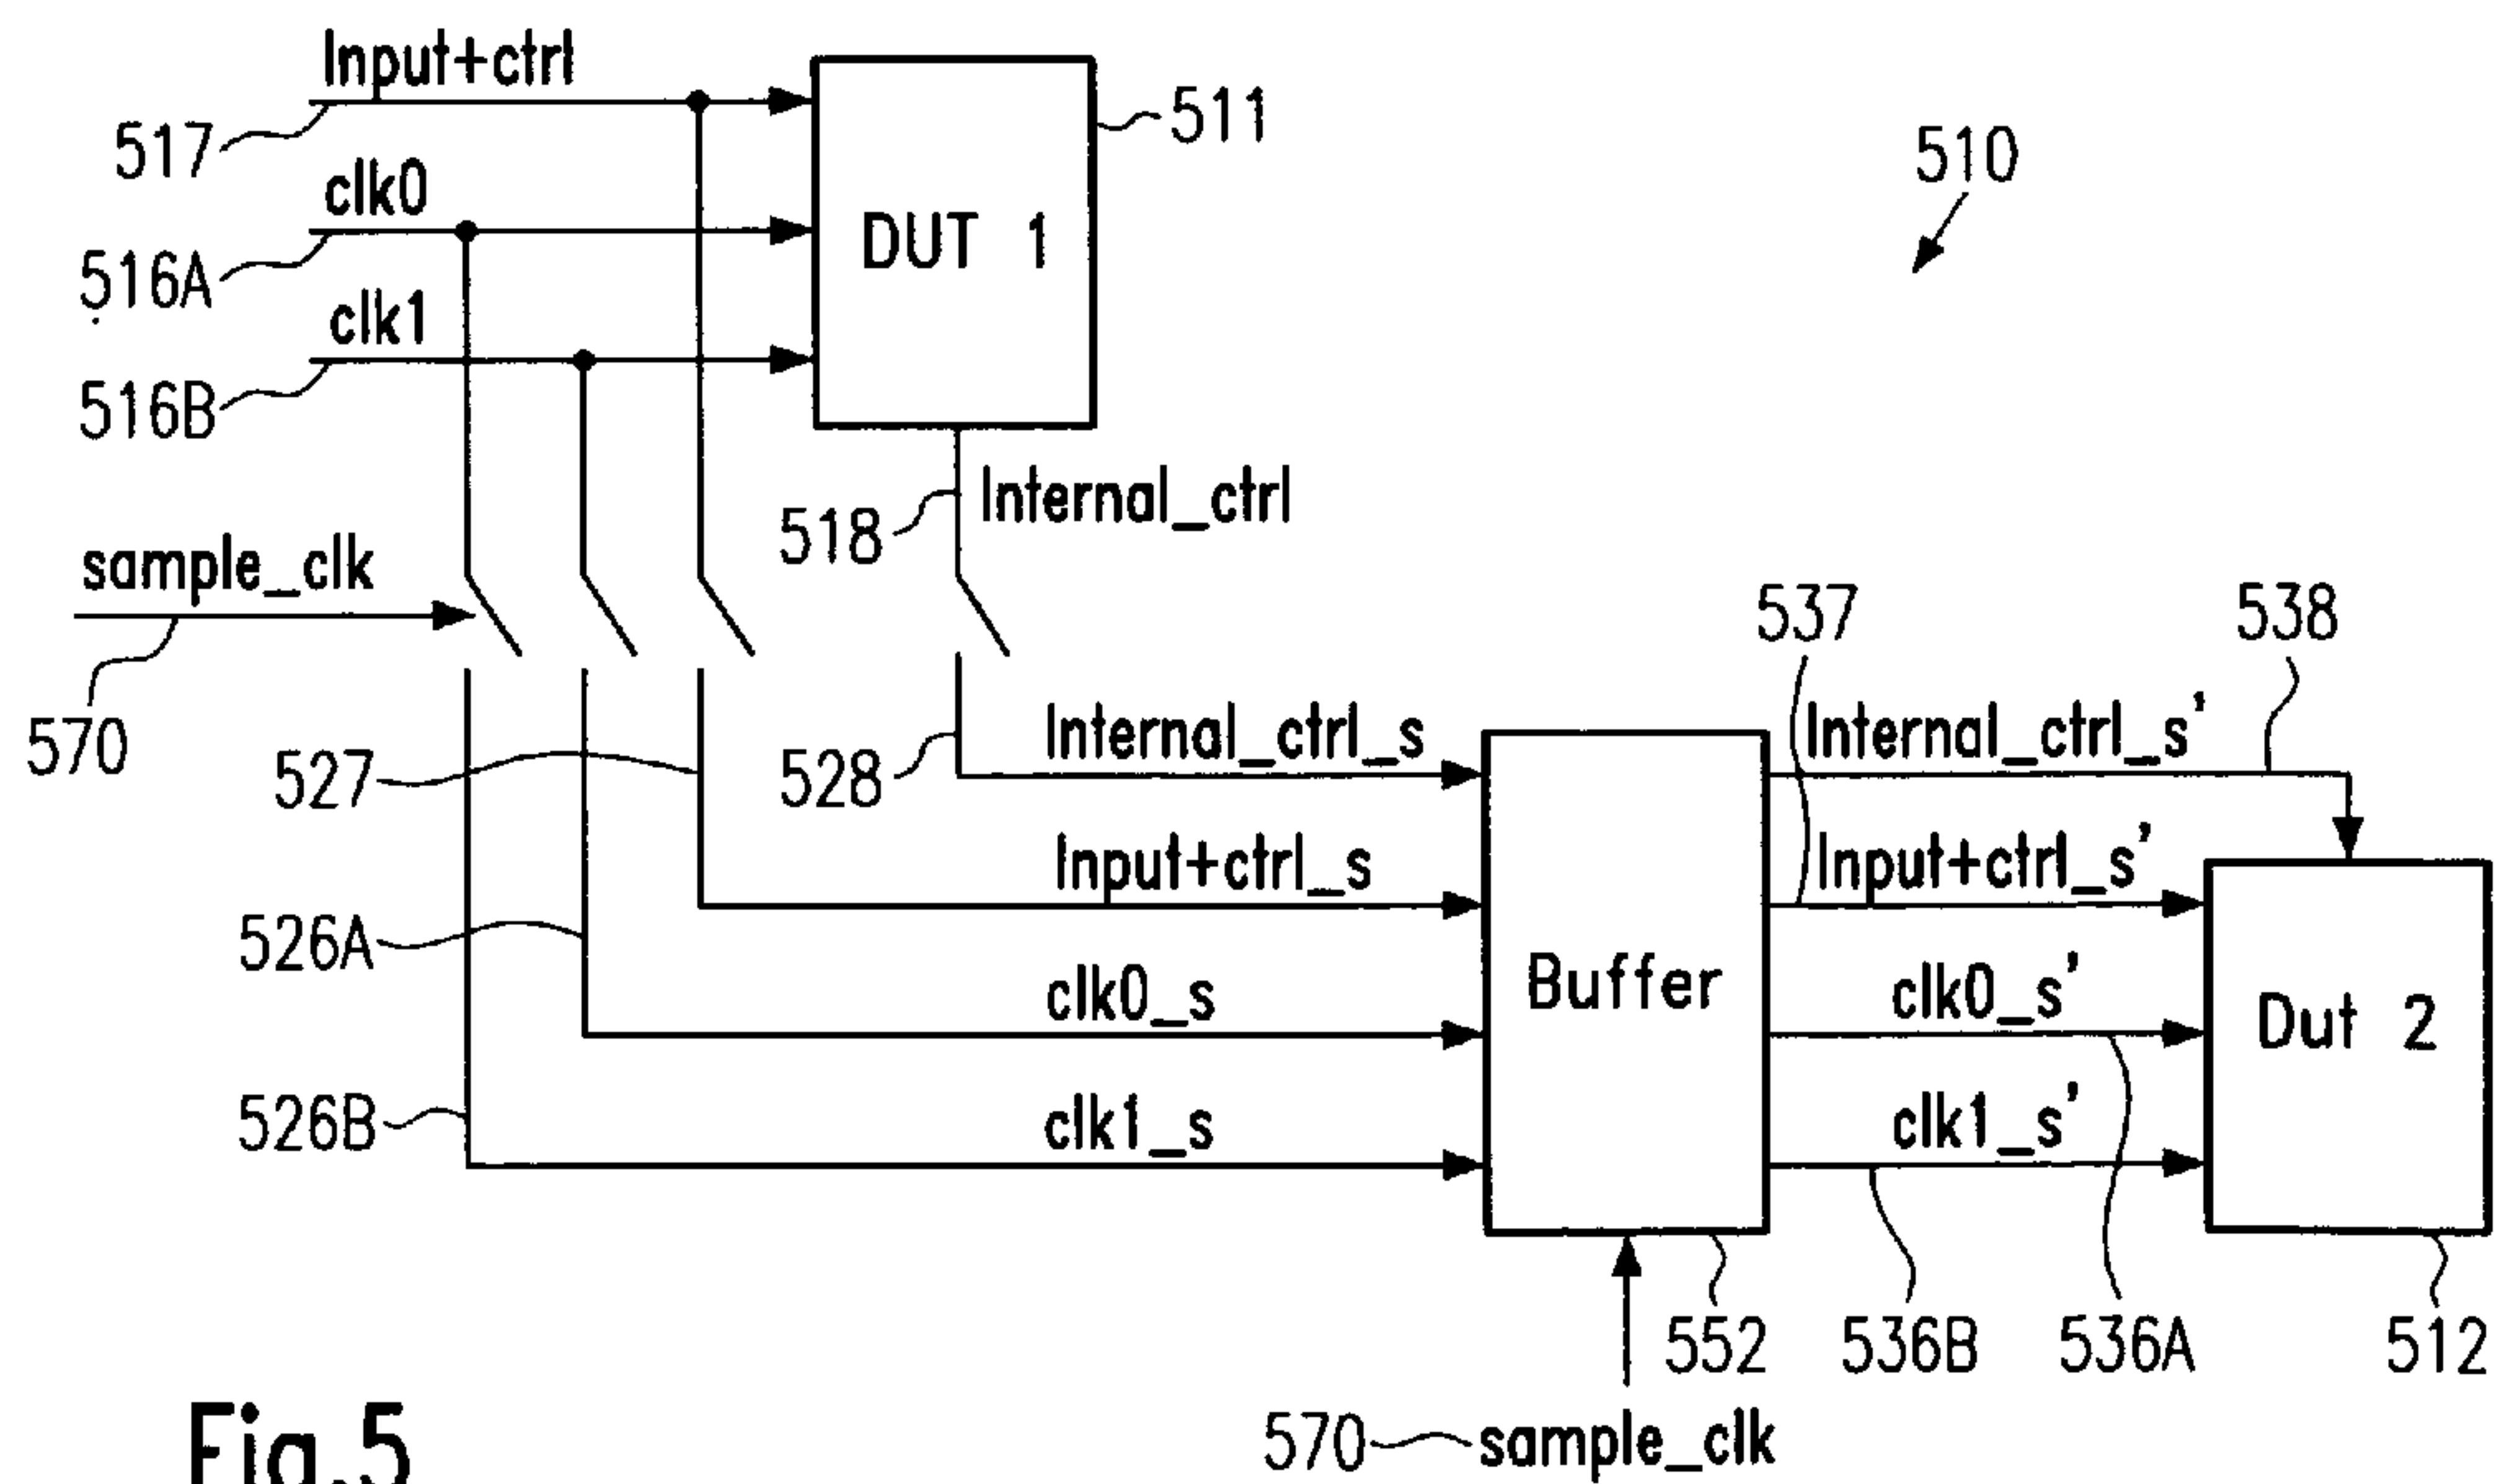 Input+ctrl
517
511
510
clk0
DUT 1
516A
clk1
516B
Internal_ctrl
518
sample_clk
570
537
538
527
528
Internal_ctrl_s
Internal_ctrl_s'
Input+ctrl_s
Input+ctrl_s'
526A
clk0_s
Buffer
clk0_s'
Dut 2
526B
clk1_s
clk1_s'
552
536B
536A
512
570
sample_clk
Fig.5